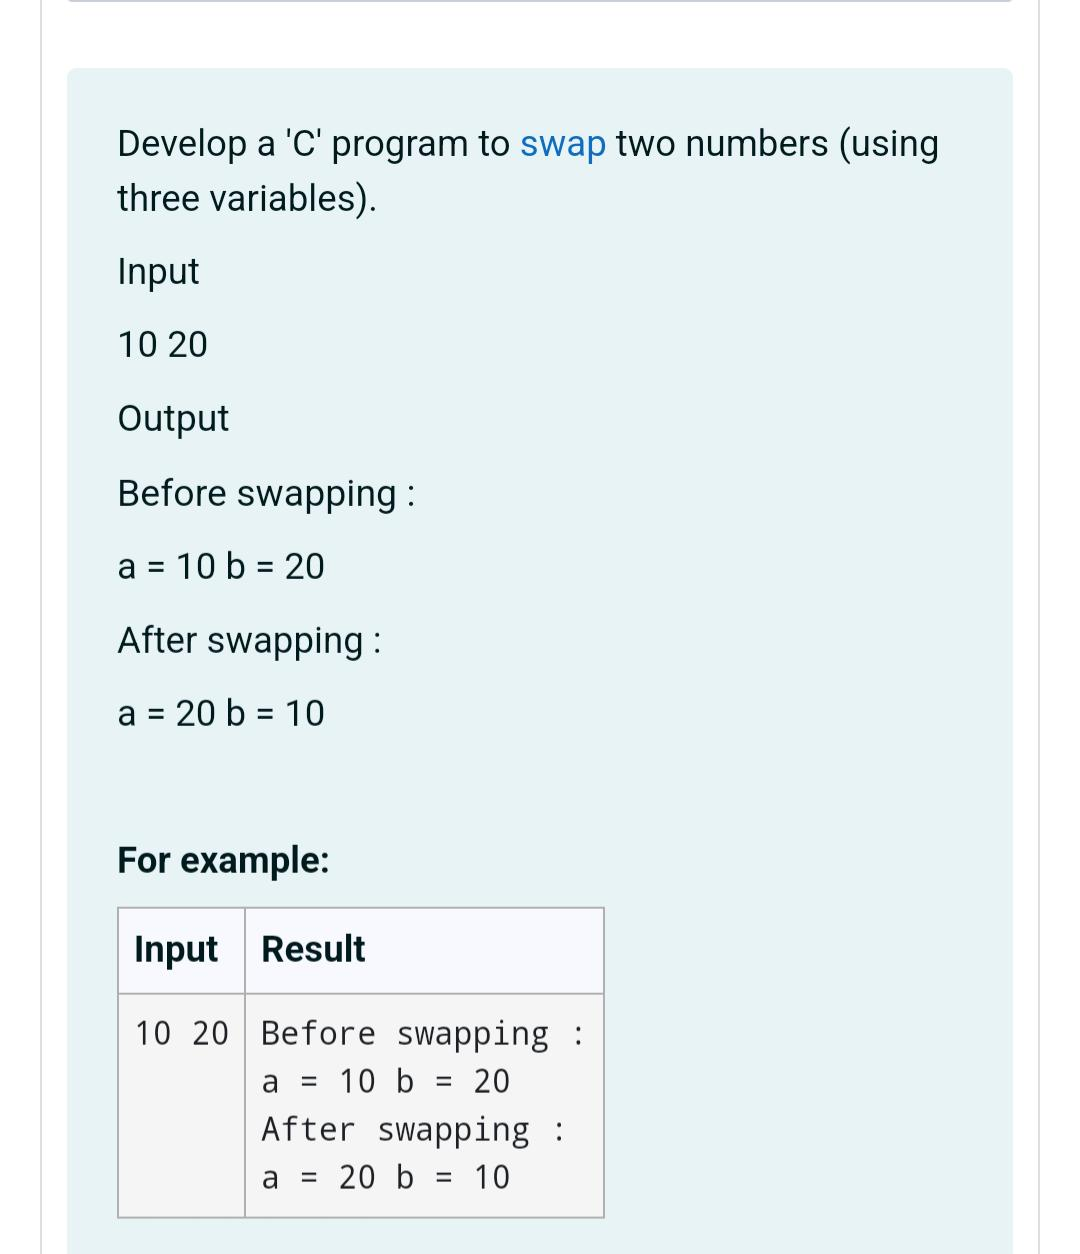 Develop a 'C' program to swap two numbers (using
three variables).
Input
10 20
Output
Before swapping :
a = 10 b = 20
After swapping :
a = 20 b = 10
For example:
Input Result
10 20 Before swapping :
a = 10 b = 20
After swapping :
a = 20 b = 10